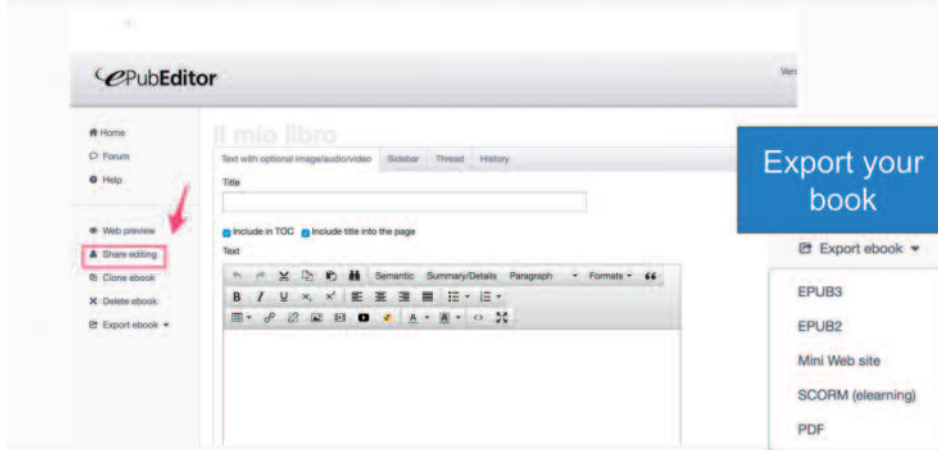 ePubEditor
Home
Forum
Help
Web preview
Share editing
Clone ebook
Delete ebook
Export ebook
il mio libro
Text with optional image/audio/video Sidebar Thread History
Title
Include in TOC Include title into the page
Text
Semantic Summary/Details Paragraph Formats
B I U x, x'
A A
Export your
book
Export ebook
EPUB3
EPUB2
Mini Web site
SCORM (elearning)
PDF